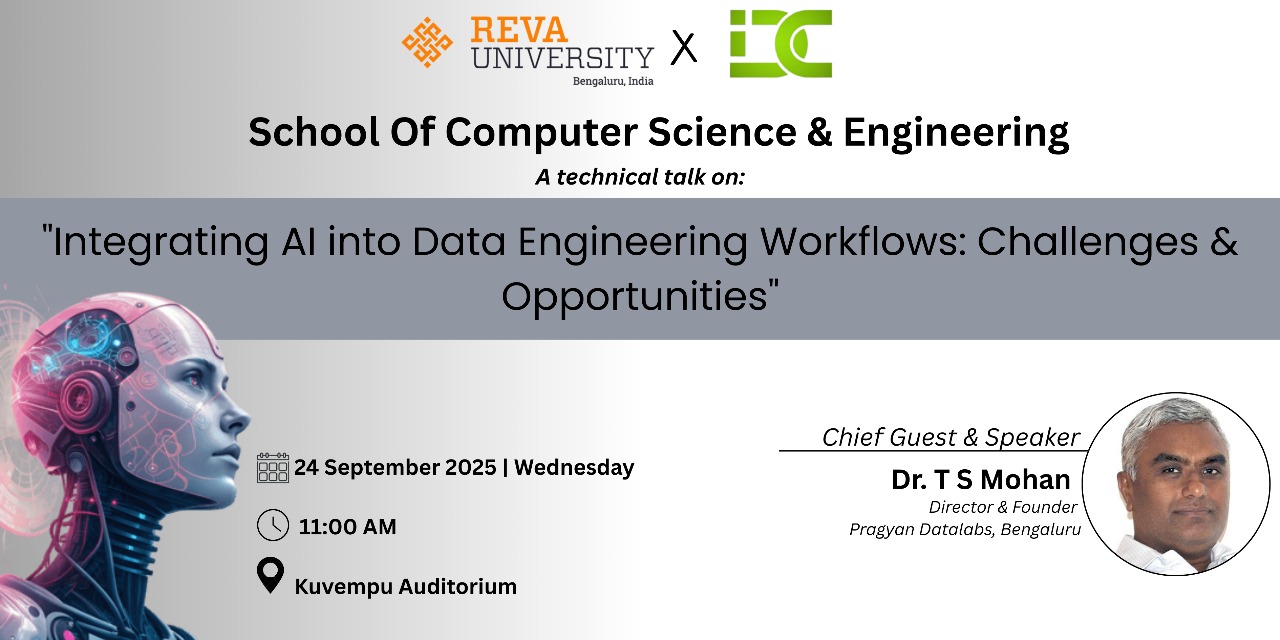 REVA
UNIVERSITY
Bengaluru, India
X
IDC
School Of Computer Science & Engineering
A technical talk on:
"Integrating AI into Data Engineering Workflows: Challenges &
Opportunities"
24 September 2025 | Wednesday
11:00 AM
Kuvempu Auditorium
Chief Guest & Speaker
Dr. T S Mohan
Director & Founder
Pragyan Datalabs, Bengaluru